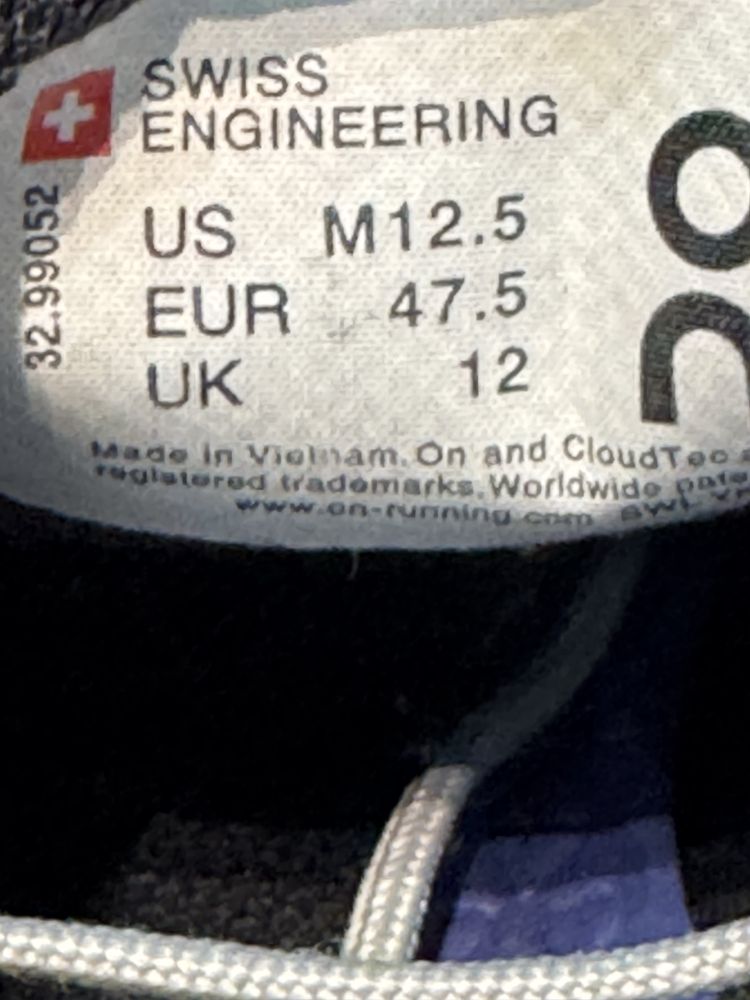 SWISS
ENGINEERING
32.99052
US M12.5
EUR 47.5
UK 12
Made in Vietnam. On and CloudTec
registered trademarks. Worldwide
www.on-running.com